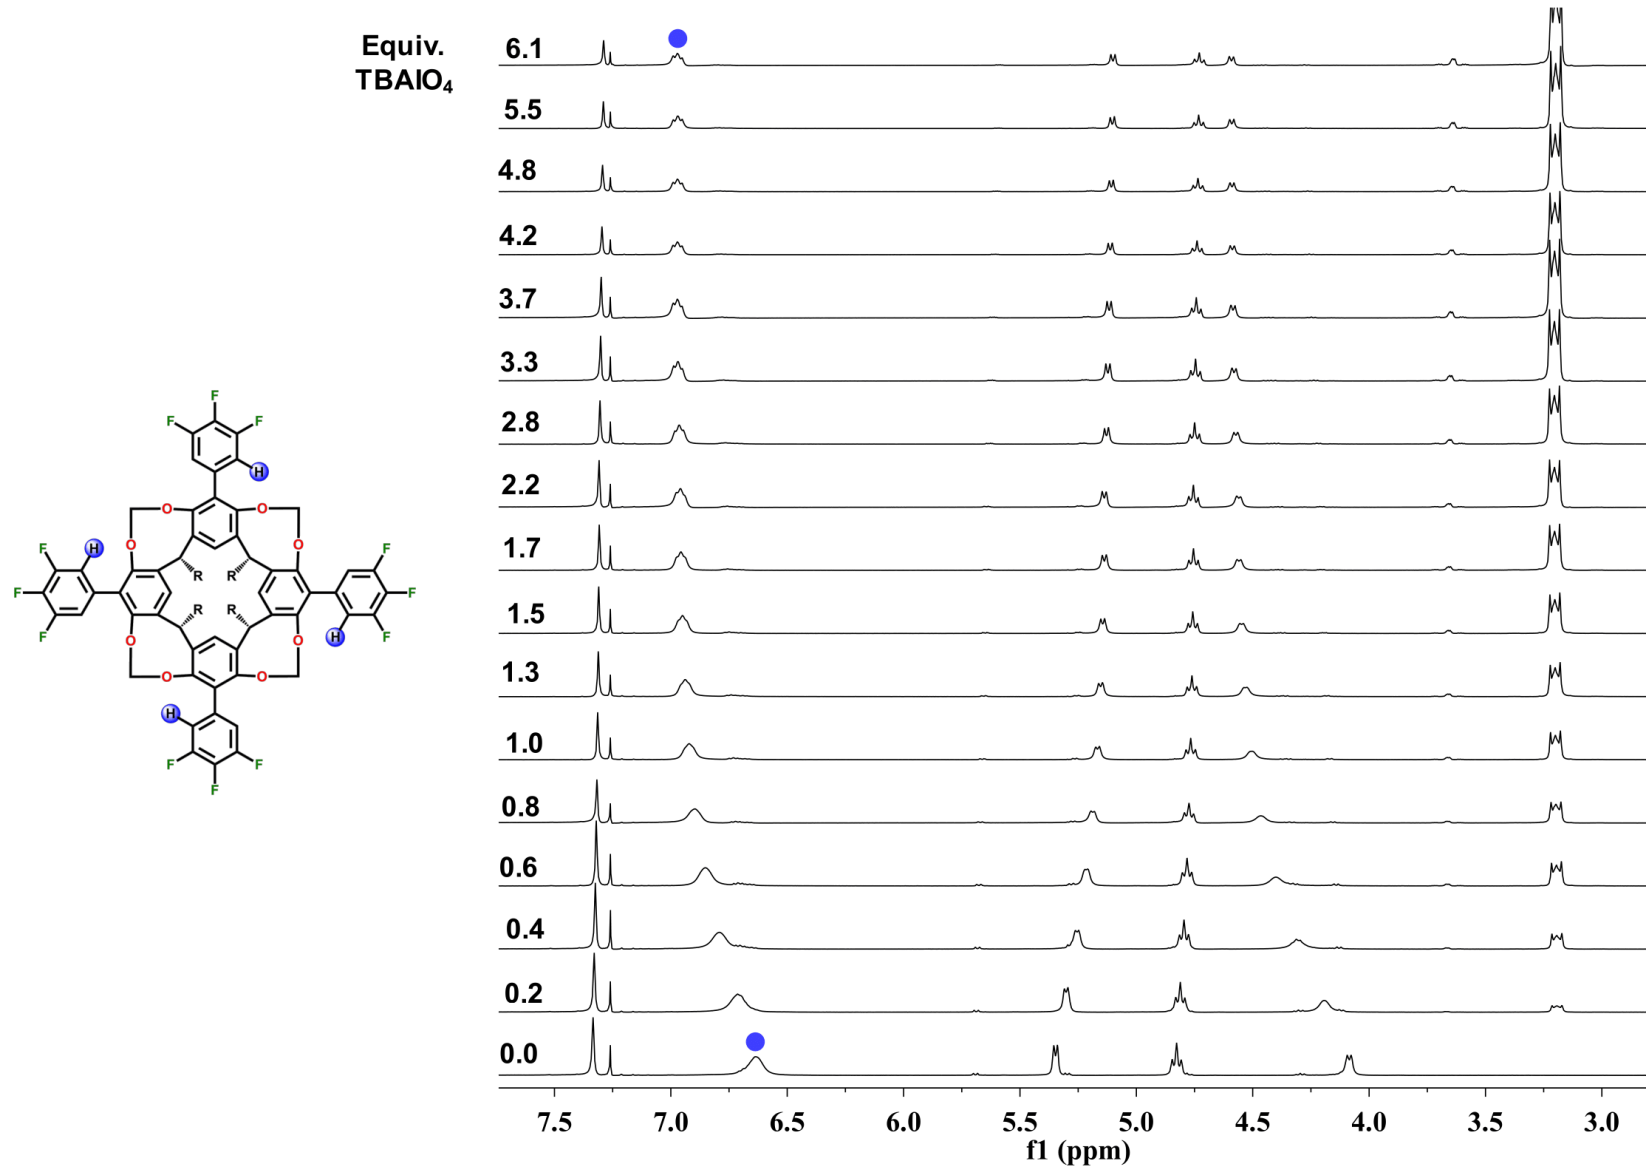 Equiv.
TBAIO₄
6.1
5.5
4.8
4.2
3.7
3.3
2.8
2.2
1.7
1.5
1.3
1.0
0.8
0.6
0.4
0.2
0.0
F
F F
H
O O
F H O O F
F R R F
F R R H F
O O
O O
H
F F
F
7.5 7.0 6.5 6.0 5.5 5.0 4.5 4.0 3.5 3.0
f1 (ppm)